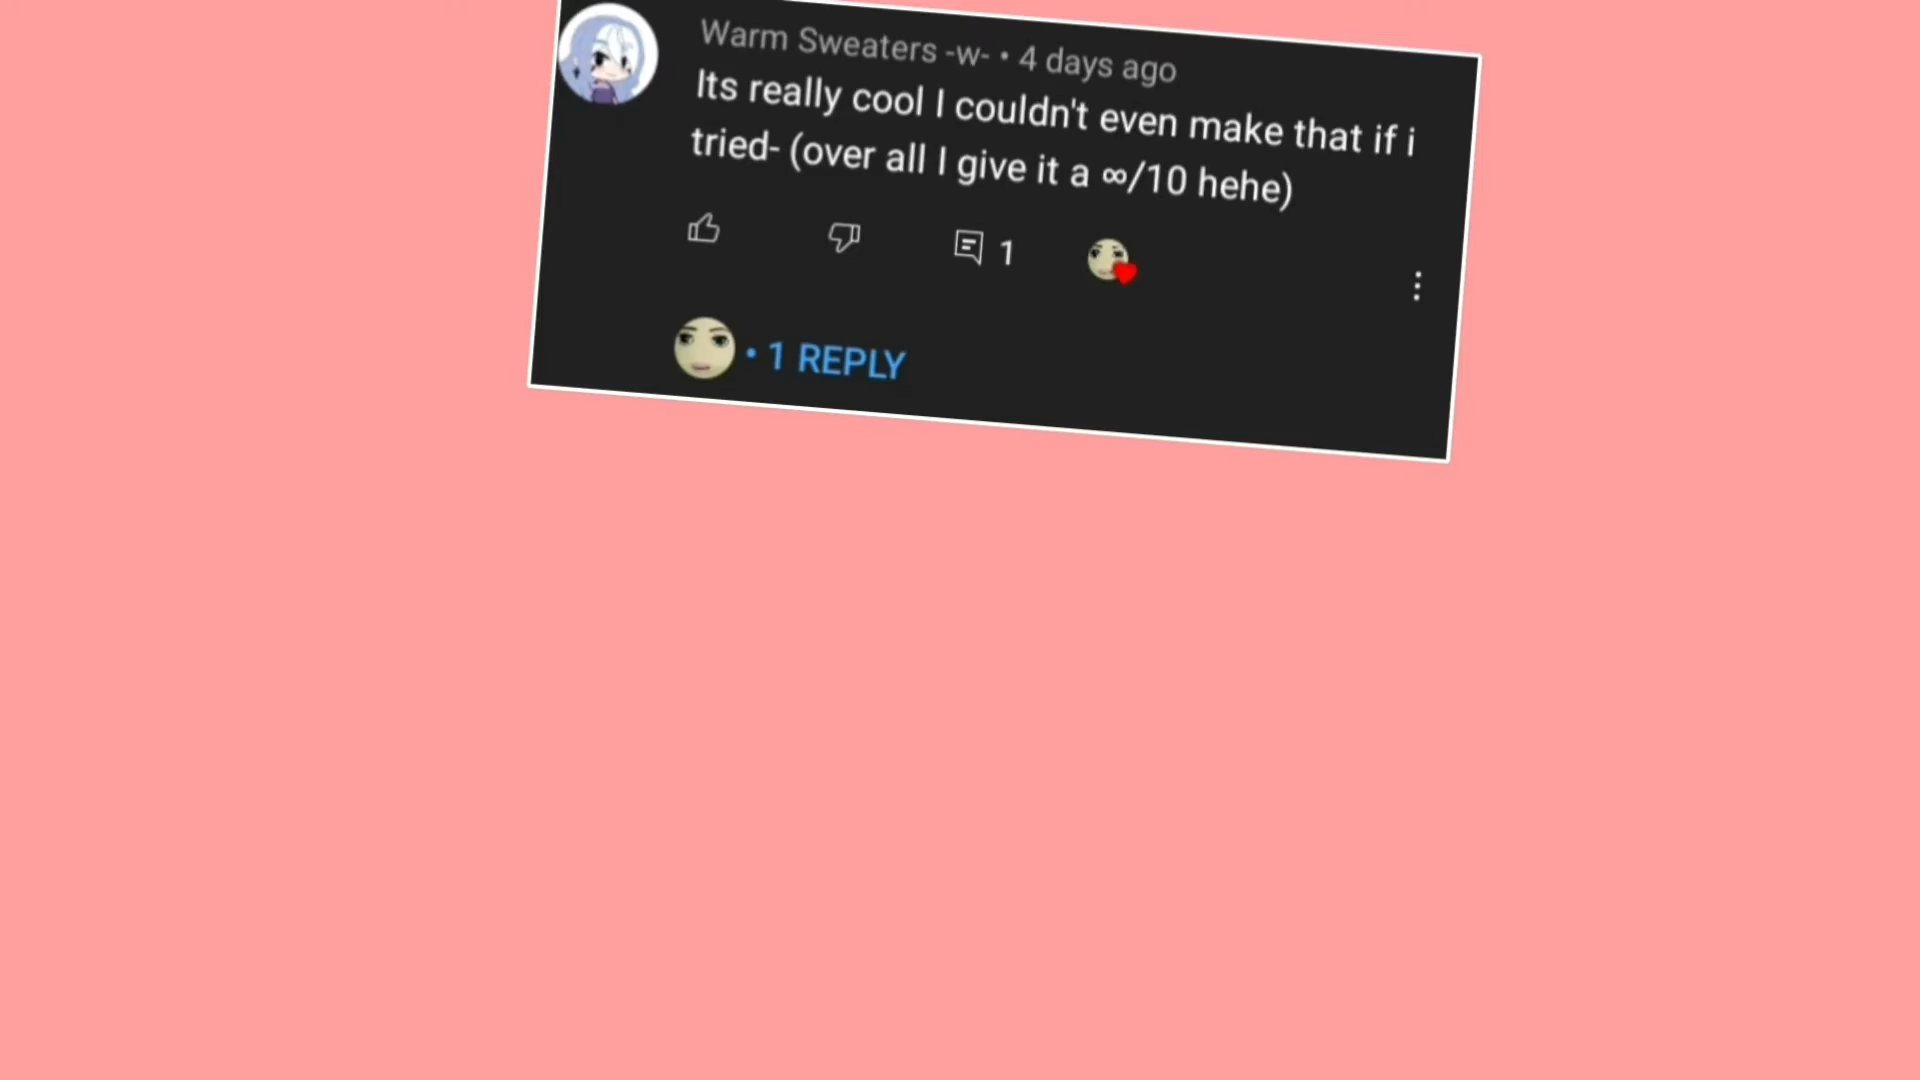 Warm Sweaters -w- • 4 days ago
Its really cool I couldn't even make that if i
tried- (over all I give it a ∞/10 hehe)
1
• 1 REPLY